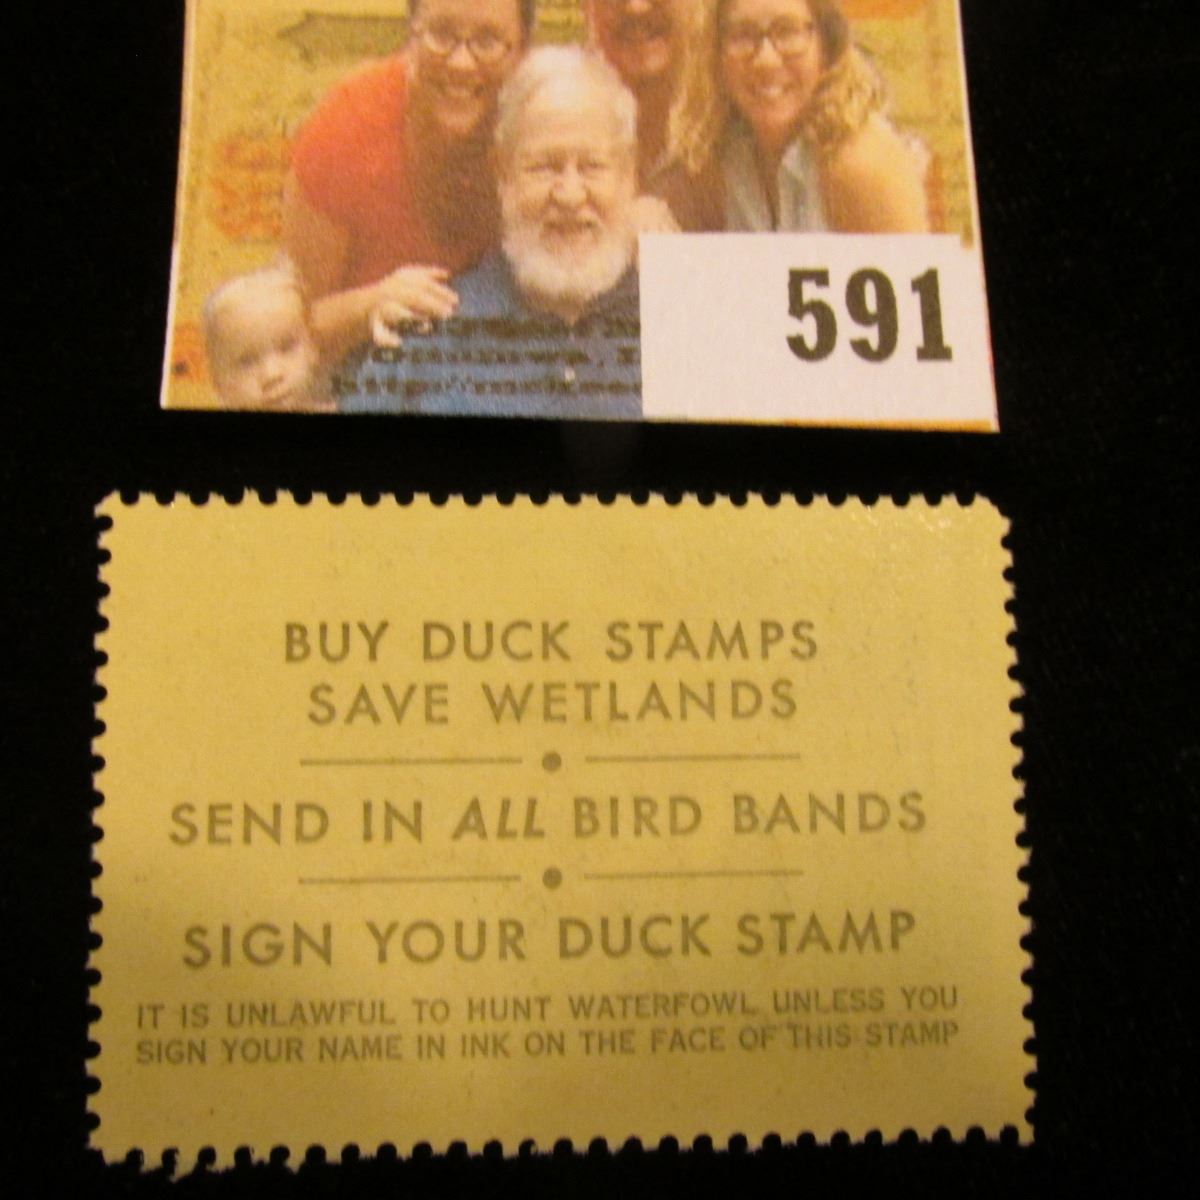 591
BUY DUCK STAMPS
SAVE WETLANDS
SEND IN ALL BIRD BANDS
SIGN YOUR DUCK STAMP
IT IS UNLAWFUL TO HUNT WATERFOWL UNLESS YOU
SIGN YOUR NAME IN INK ON THE FACE OF THIS STAMP